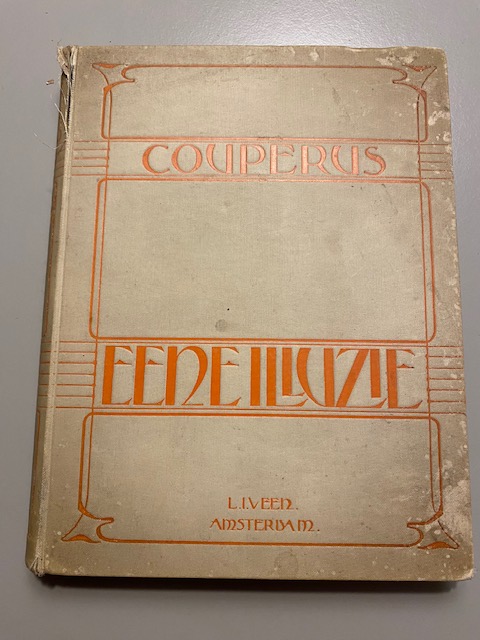 COUPERUS
EENE ILLUZIE
L.J.VEEN.
AMSTERDAM.